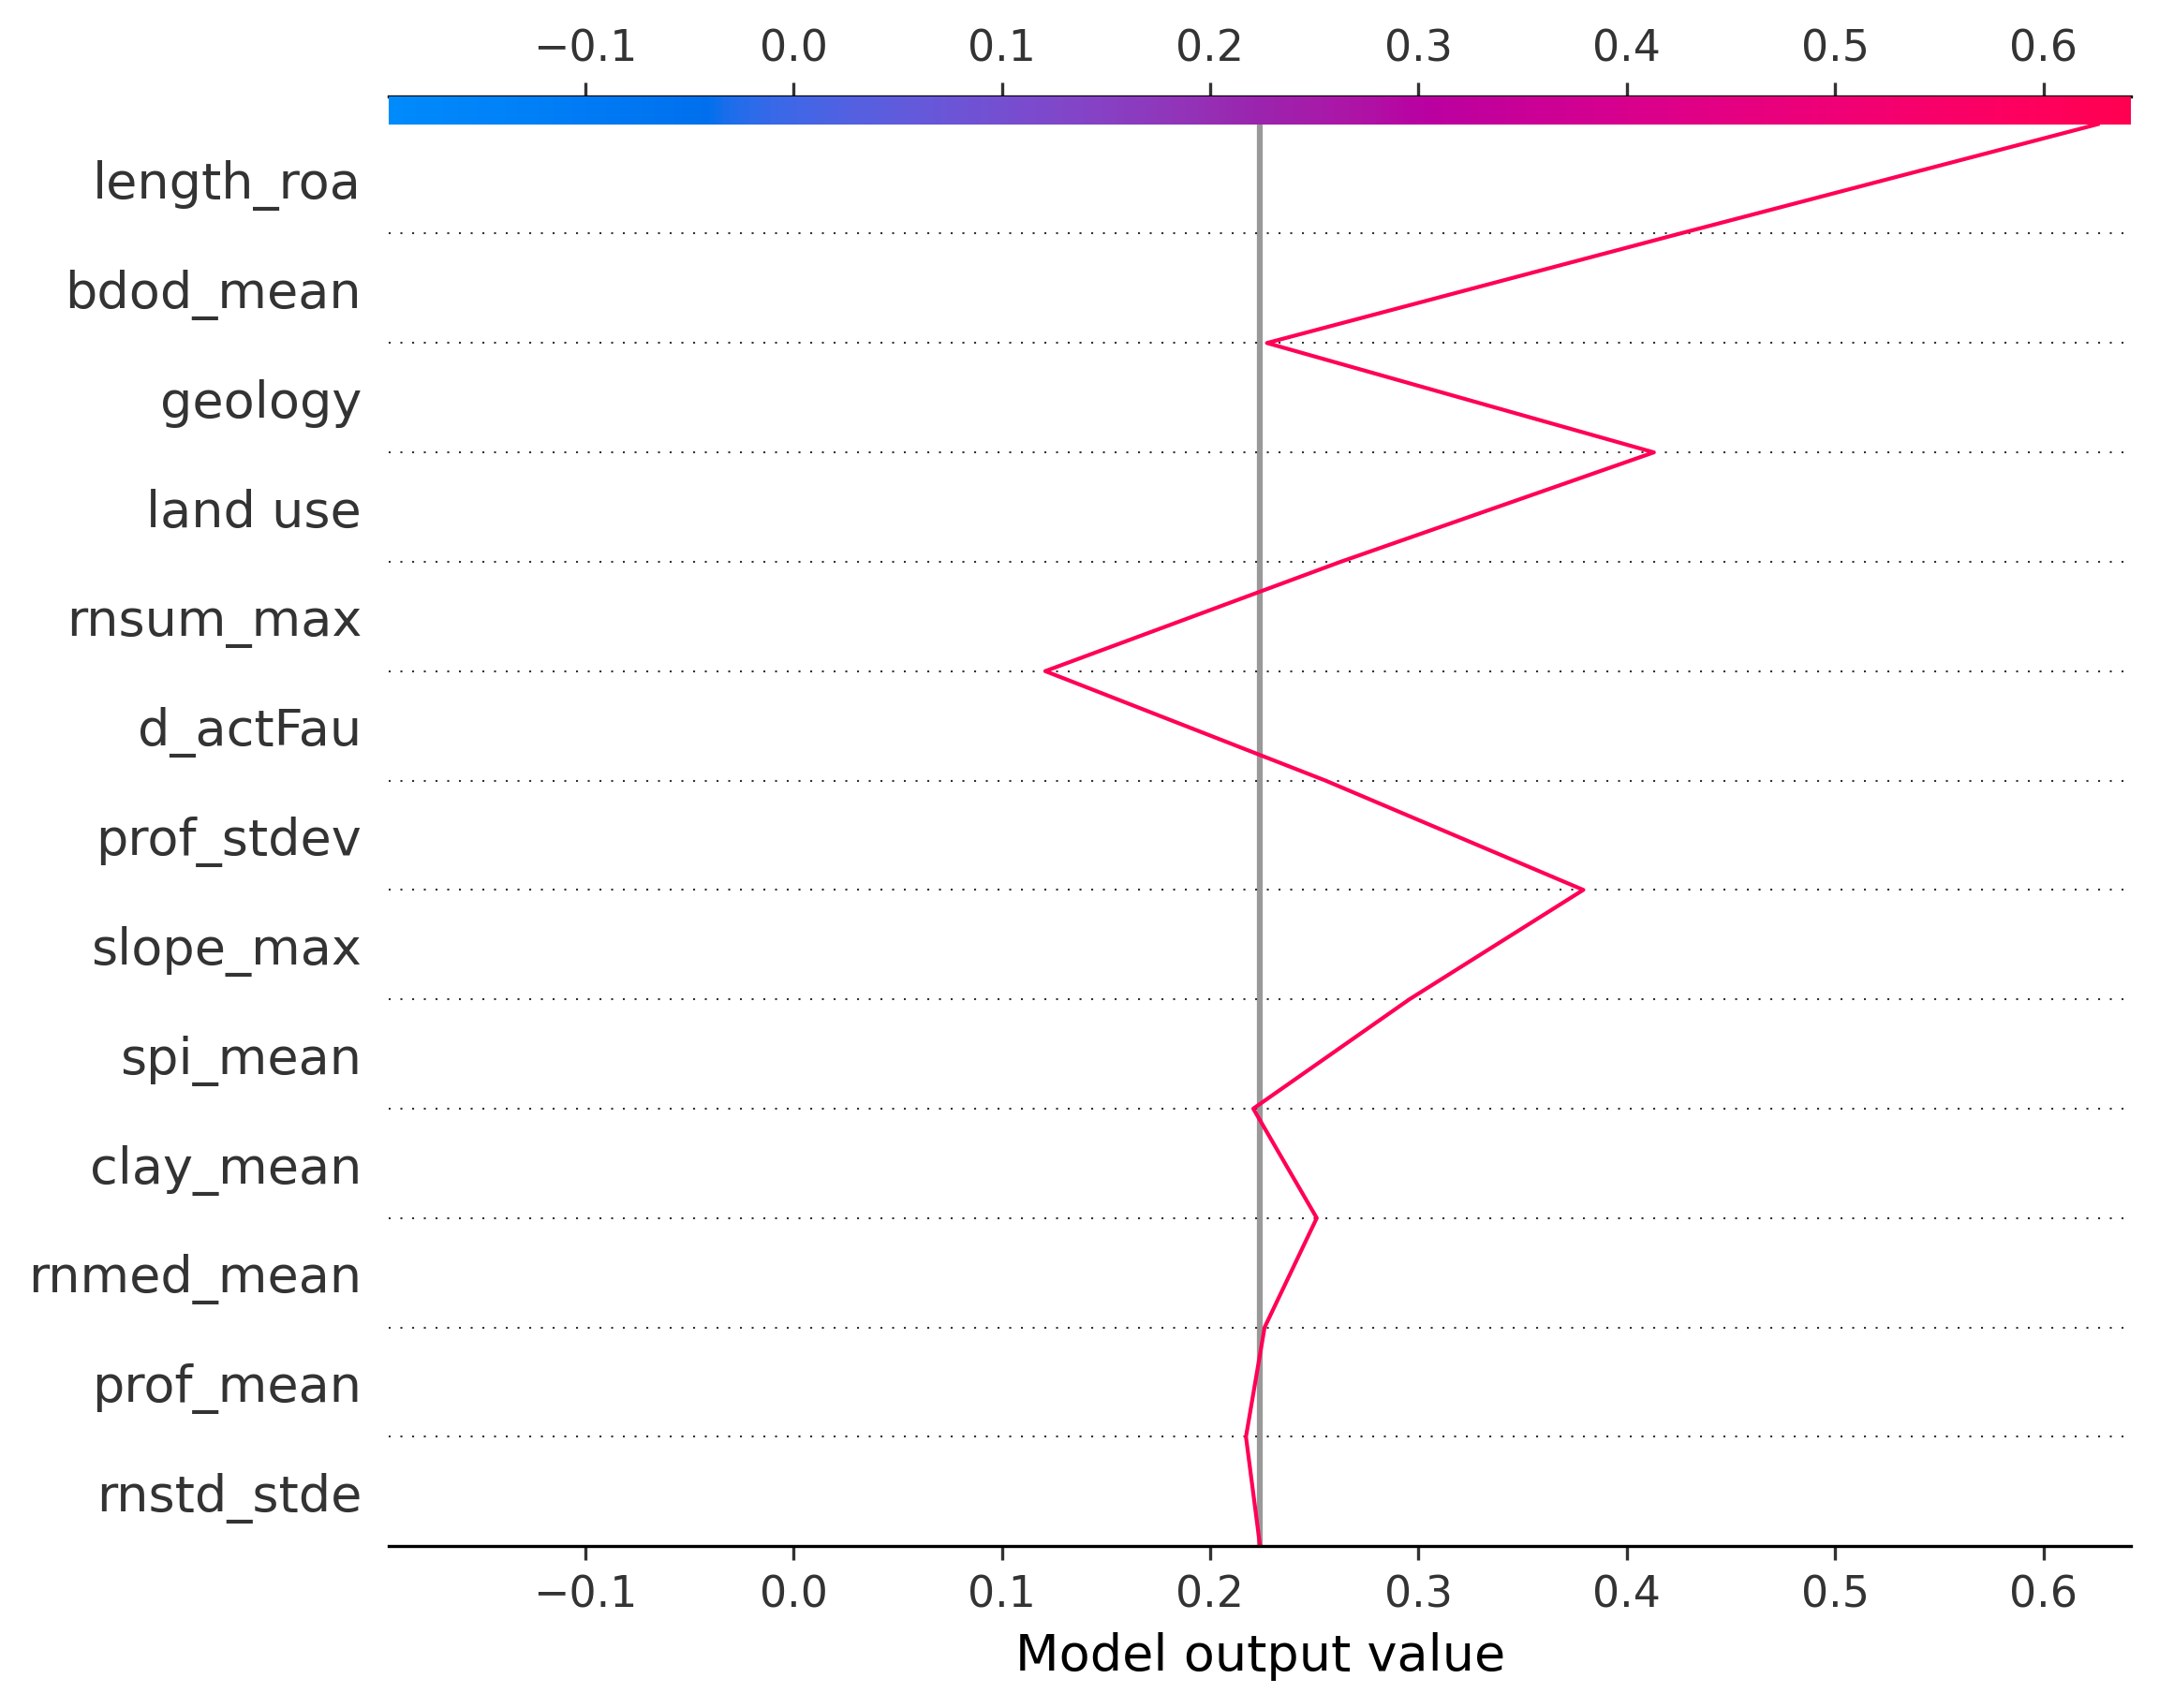 −0.1 0.0 0.1 0.2 0.3 0.4 0.5 0.6
length_roa
bdod_mean
geology
land use
rnsum_max
d_actFau
prof_stdev
slope_max
spi_mean
clay_mean
rnmed_mean
prof_mean
rnstd_stde
−0.1 0.0 0.1 0.2 0.3 0.4 0.5 0.6
Model output value